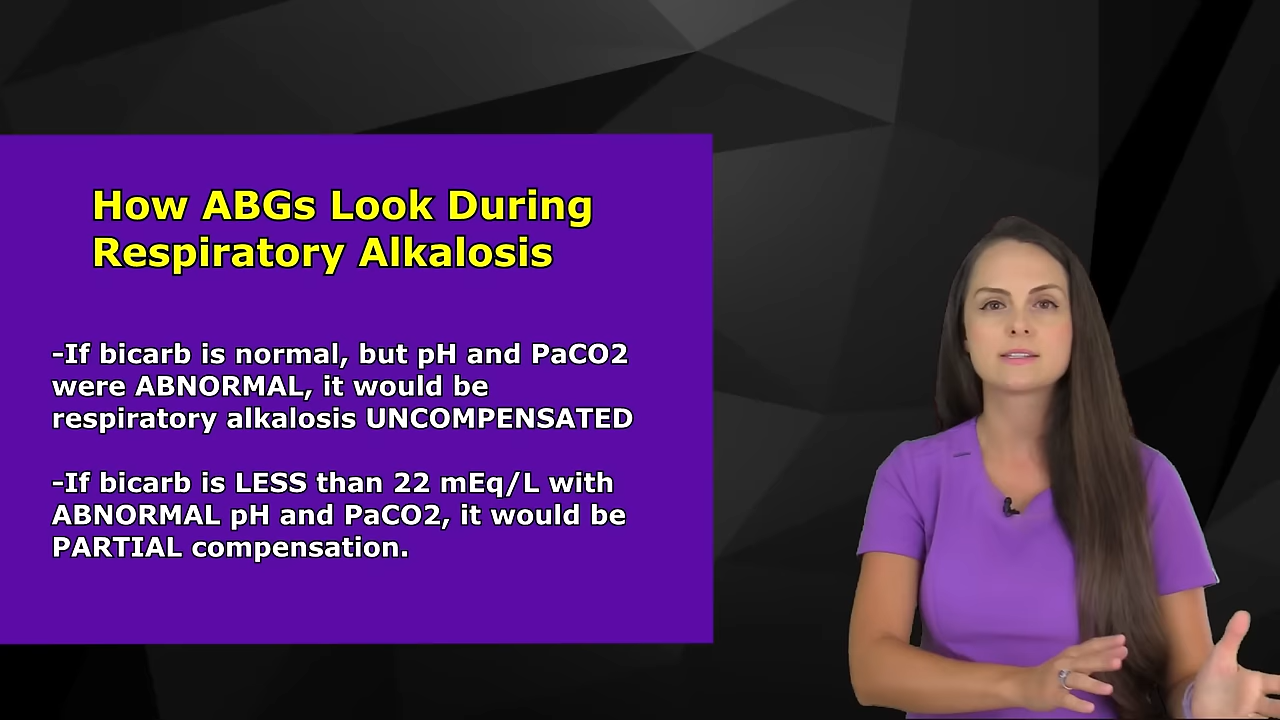 How ABGs Look During
Respiratory Alkalosis
-If bicarb is normal, but pH and PaCO2
were ABNORMAL, it would be
respiratory alkalosis UNCOMPENSATED
-If bicarb is LESS than 22 mEq/L with
ABNORMAL pH and PaCO2, it would be
PARTIAL compensation.